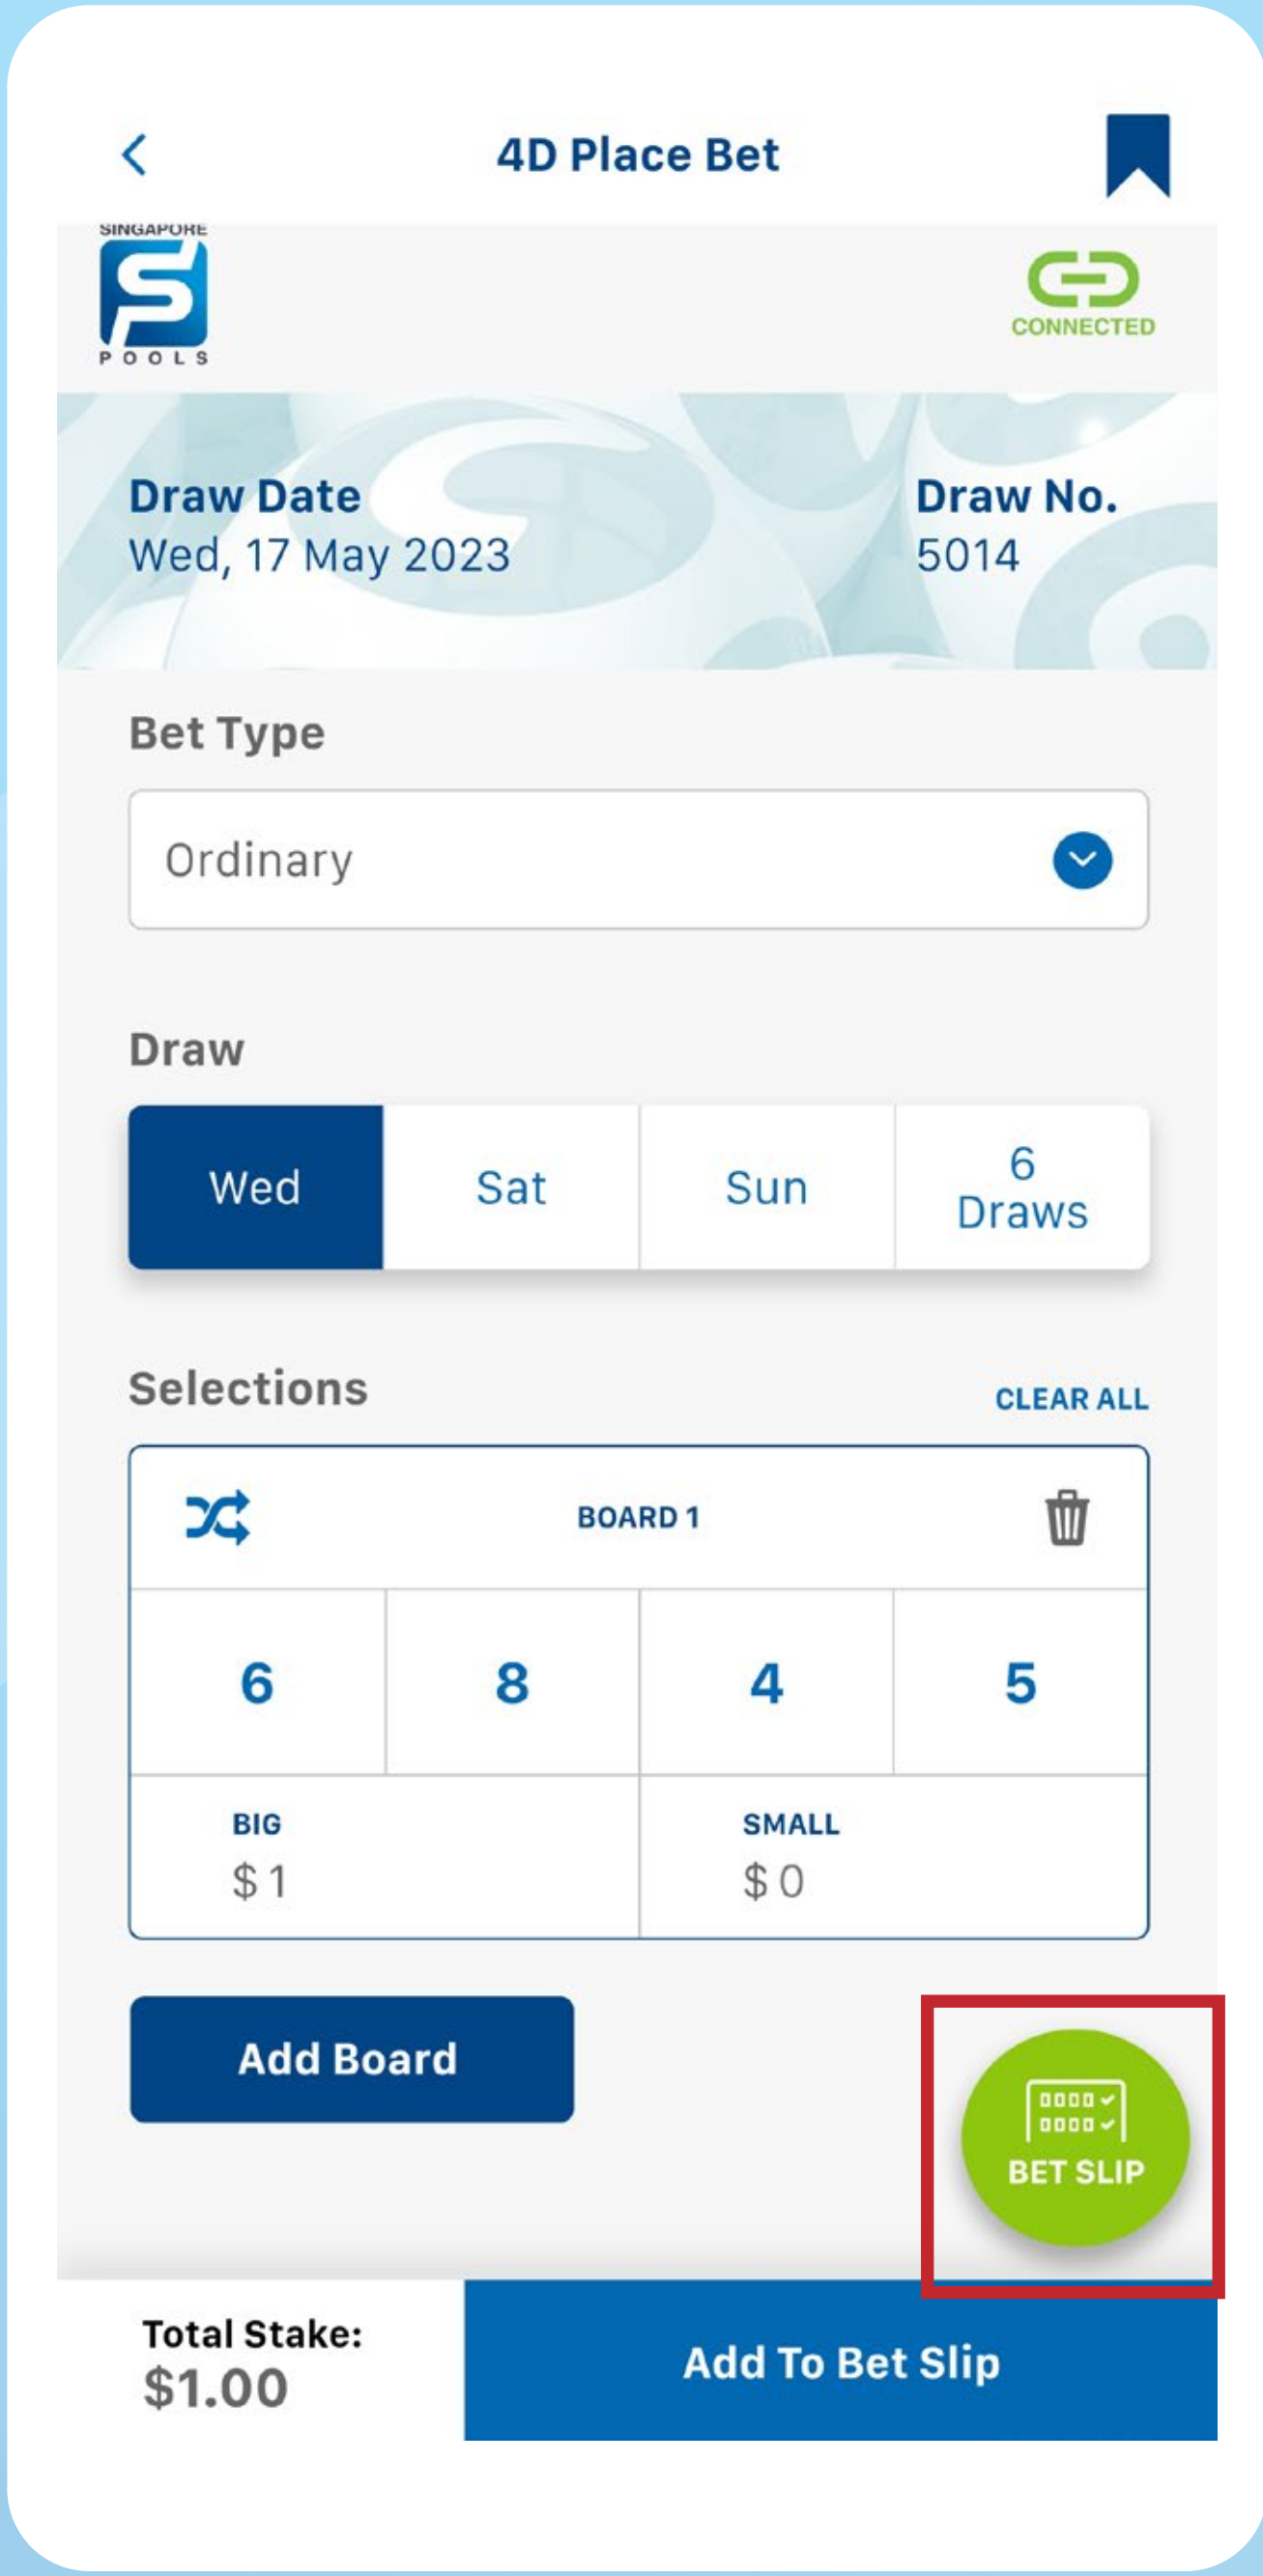 4D Place Bet
SINGAPORE
POOLS
CONNECTED
Draw Date
Draw No.
Wed, 17 May 2023
5014
Bet Type
Ordinary
Draw
Wed
Sat
Sun
6
Draws
Selections
CLEAR ALL
BOARD 1
6
8
4
5
BIG
SMALL
$ 1
$ 0
Add Board
BET SLIP
Total Stake:
$1.00
Add To Bet Slip